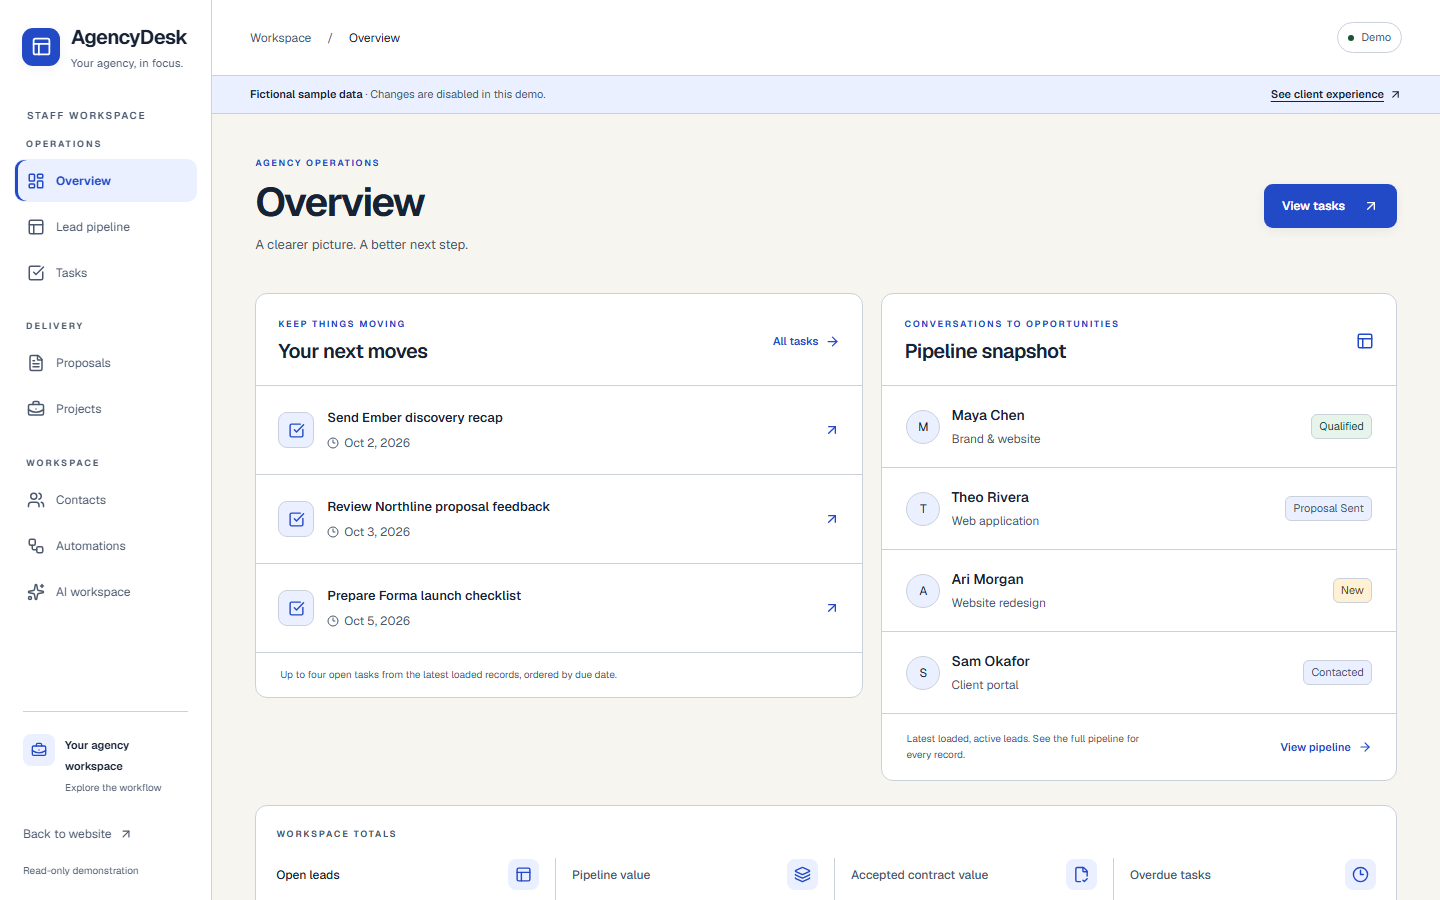 AgencyDesk
Your agency, in focus.
STAFF WORKSPACE
OPERATIONS
Overview
Lead pipeline
Tasks
DELIVERY
Proposals
Projects
WORKSPACE
Contacts
Automations
AI workspace
Your agency
workspace
Explore the workflow
Back to website
Read-only demonstration
Workspace / Overview
Demo
Fictional sample data · Changes are disabled in this demo.
See client experience
AGENCY OPERATIONS
Overview
A clearer picture. A better next step.
View tasks
KEEP THINGS MOVING
Your next moves
All tasks
Send Ember discovery recap
Oct 2, 2026
Review Northline proposal feedback
Oct 3, 2026
Prepare Forma launch checklist
Oct 5, 2026
Up to four open tasks from the latest loaded records, ordered by due date.
CONVERSATIONS TO OPPORTUNITIES
Pipeline snapshot
M
Maya Chen
Brand & website
Qualified
T
Theo Rivera
Web application
Proposal Sent
A
Ari Morgan
Website redesign
New
S
Sam Okafor
Client portal
Contacted
Latest loaded, active leads. See the full pipeline for
every record.
View pipeline
WORKSPACE TOTALS
Open leads
Pipeline value
Accepted contract value
Overdue tasks